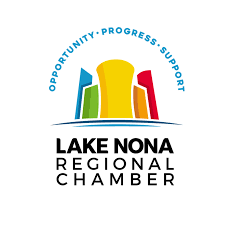 OPPORTUNITY · PROGRESS · SUPPORT
LAKE NONA
REGIONAL
CHAMBER